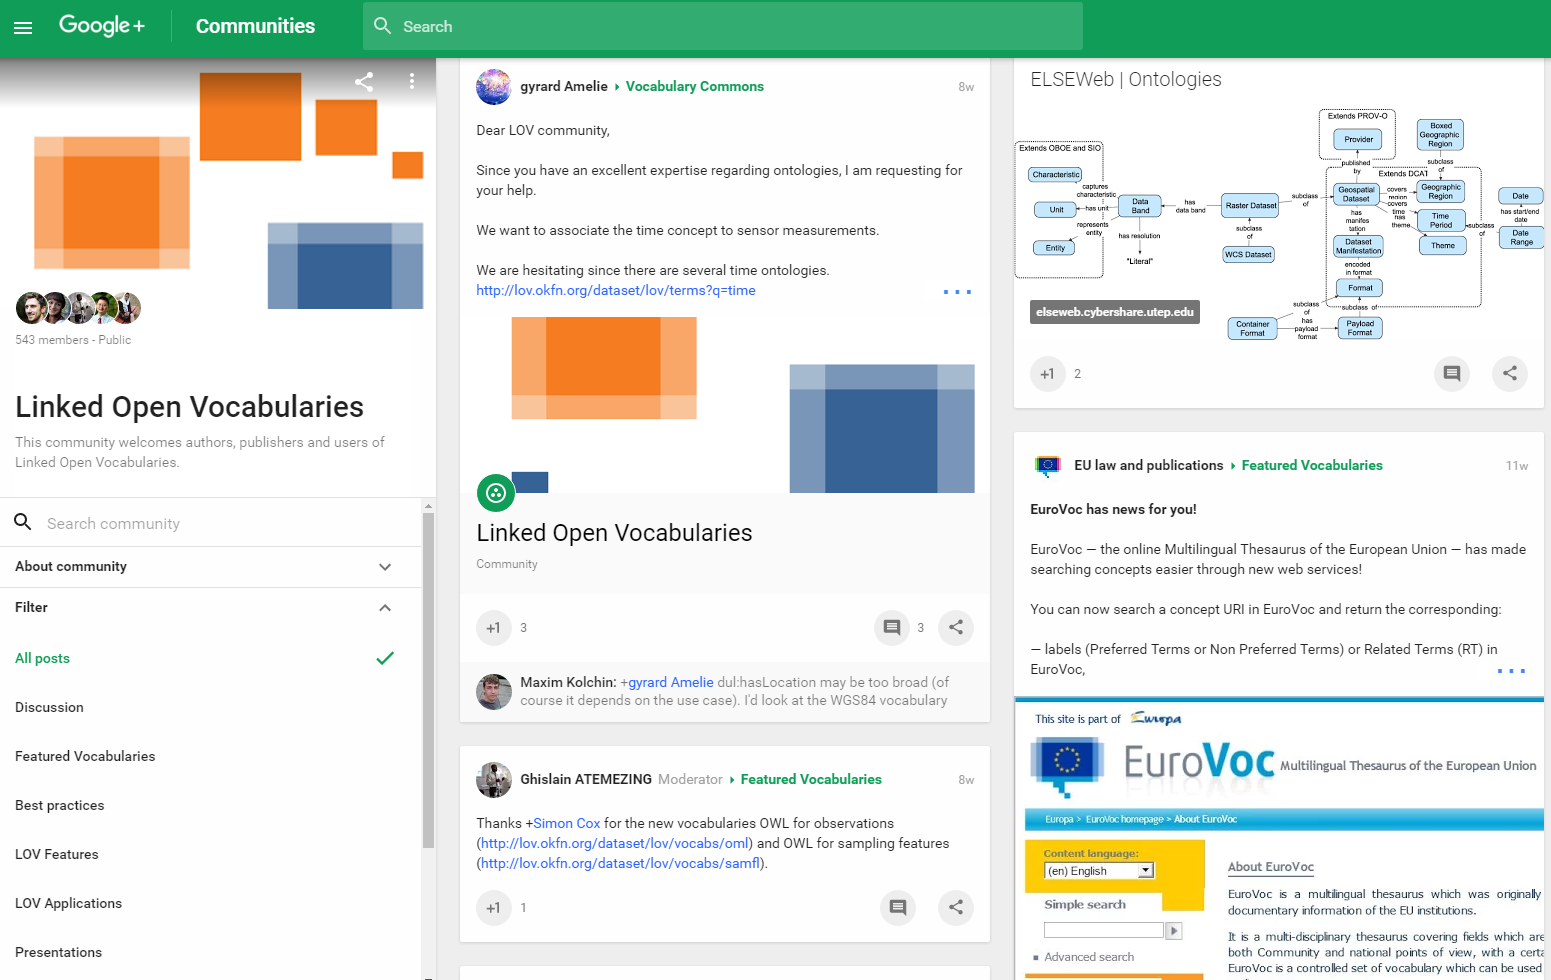 Google+
Communities
Search
543 members - Public
Linked Open Vocabularies
This community welcomes authors, publishers and users of
Linked Open Vocabularies.
Search community
About community
Filter
All posts
Discussion
Featured Vocabularies
Best practices
LOV Features
LOV Applications
Presentations
gyrard Amelie Vocabulary Commons 8w
Dear LOV community,
Since you have an excellent expertise regarding ontologies, I am requesting for
your help.
We want to associate the time concept to sensor measurements.
We are hesitating since there are several time ontologies.
http://lov.okfn.org/dataset/lov/terms?q=time
...
Linked Open Vocabularies
Community
+1 3
3
Maxim Kolchin: +gyrard Amelie dul:hasLocation may be too broad (of
course it depends on the use case). I'd look at the WGS84 vocabulary
Ghislain ATEMEZING Moderator Featured Vocabularies 8w
Thanks +Simon Cox for the new vocabularies OWL for observations
(http://lov.okfn.org/dataset/lov/vocabs/oml) and OWL for sampling features
(http://lov.okfn.org/dataset/lov/vocabs/samfl).
+1 1
ELSEWeb | Ontologies
Extends PROV-O
Provider
Boxed
Geographic
Region
published
by
subclass
of
Extends OBOE and SIO
Characteristic
captures
characteristic
Unit
has unit
represents
entity
Entity
Data
Band
has resolution
"Literal"
has
data band
Raster Dataset
subclass
of
WCS Dataset
subclass
of
Extends DCAT
Geospatial
Dataset
covers
region
covers
time
has
theme
Geographic
Region
Time
Period
Theme
subclass
of
Date
has start/end
date
Date
Range
has
manifes
tation
Dataset
Manifestation
encoded
in format
Format
subclass
of
subclass of
has
payload
format
Container
Format
Payload
Format
elseweb.cybershare.utep.edu
+1 2
EU law and publications Featured Vocabularies 11w
EuroVoc has news for you!
EuroVoc — the online Multilingual Thesaurus of the European Union — has made
searching concepts easier through new web services!
You can now search a concept URI in EuroVoc and return the corresponding:
— labels (Preferred Terms or Non Preferred Terms) or Related Terms (RT) in
EuroVoc,
...
This site is part of Europa
EuroVoc Multilingual Thesaurus of the European Union
Europa > EuroVoc homepage > About EuroVoc
Content language:
(en) English
Simple search
Advanced search
About EuroVoc
EuroVoc is a multilingual thesaurus which was originally
documentary information of the EU institutions.
It is a multi-disciplinary thesaurus covering fields which are
both Community and national points of view, with a certa
EuroVoc is a controlled set of vocabulary which can be used